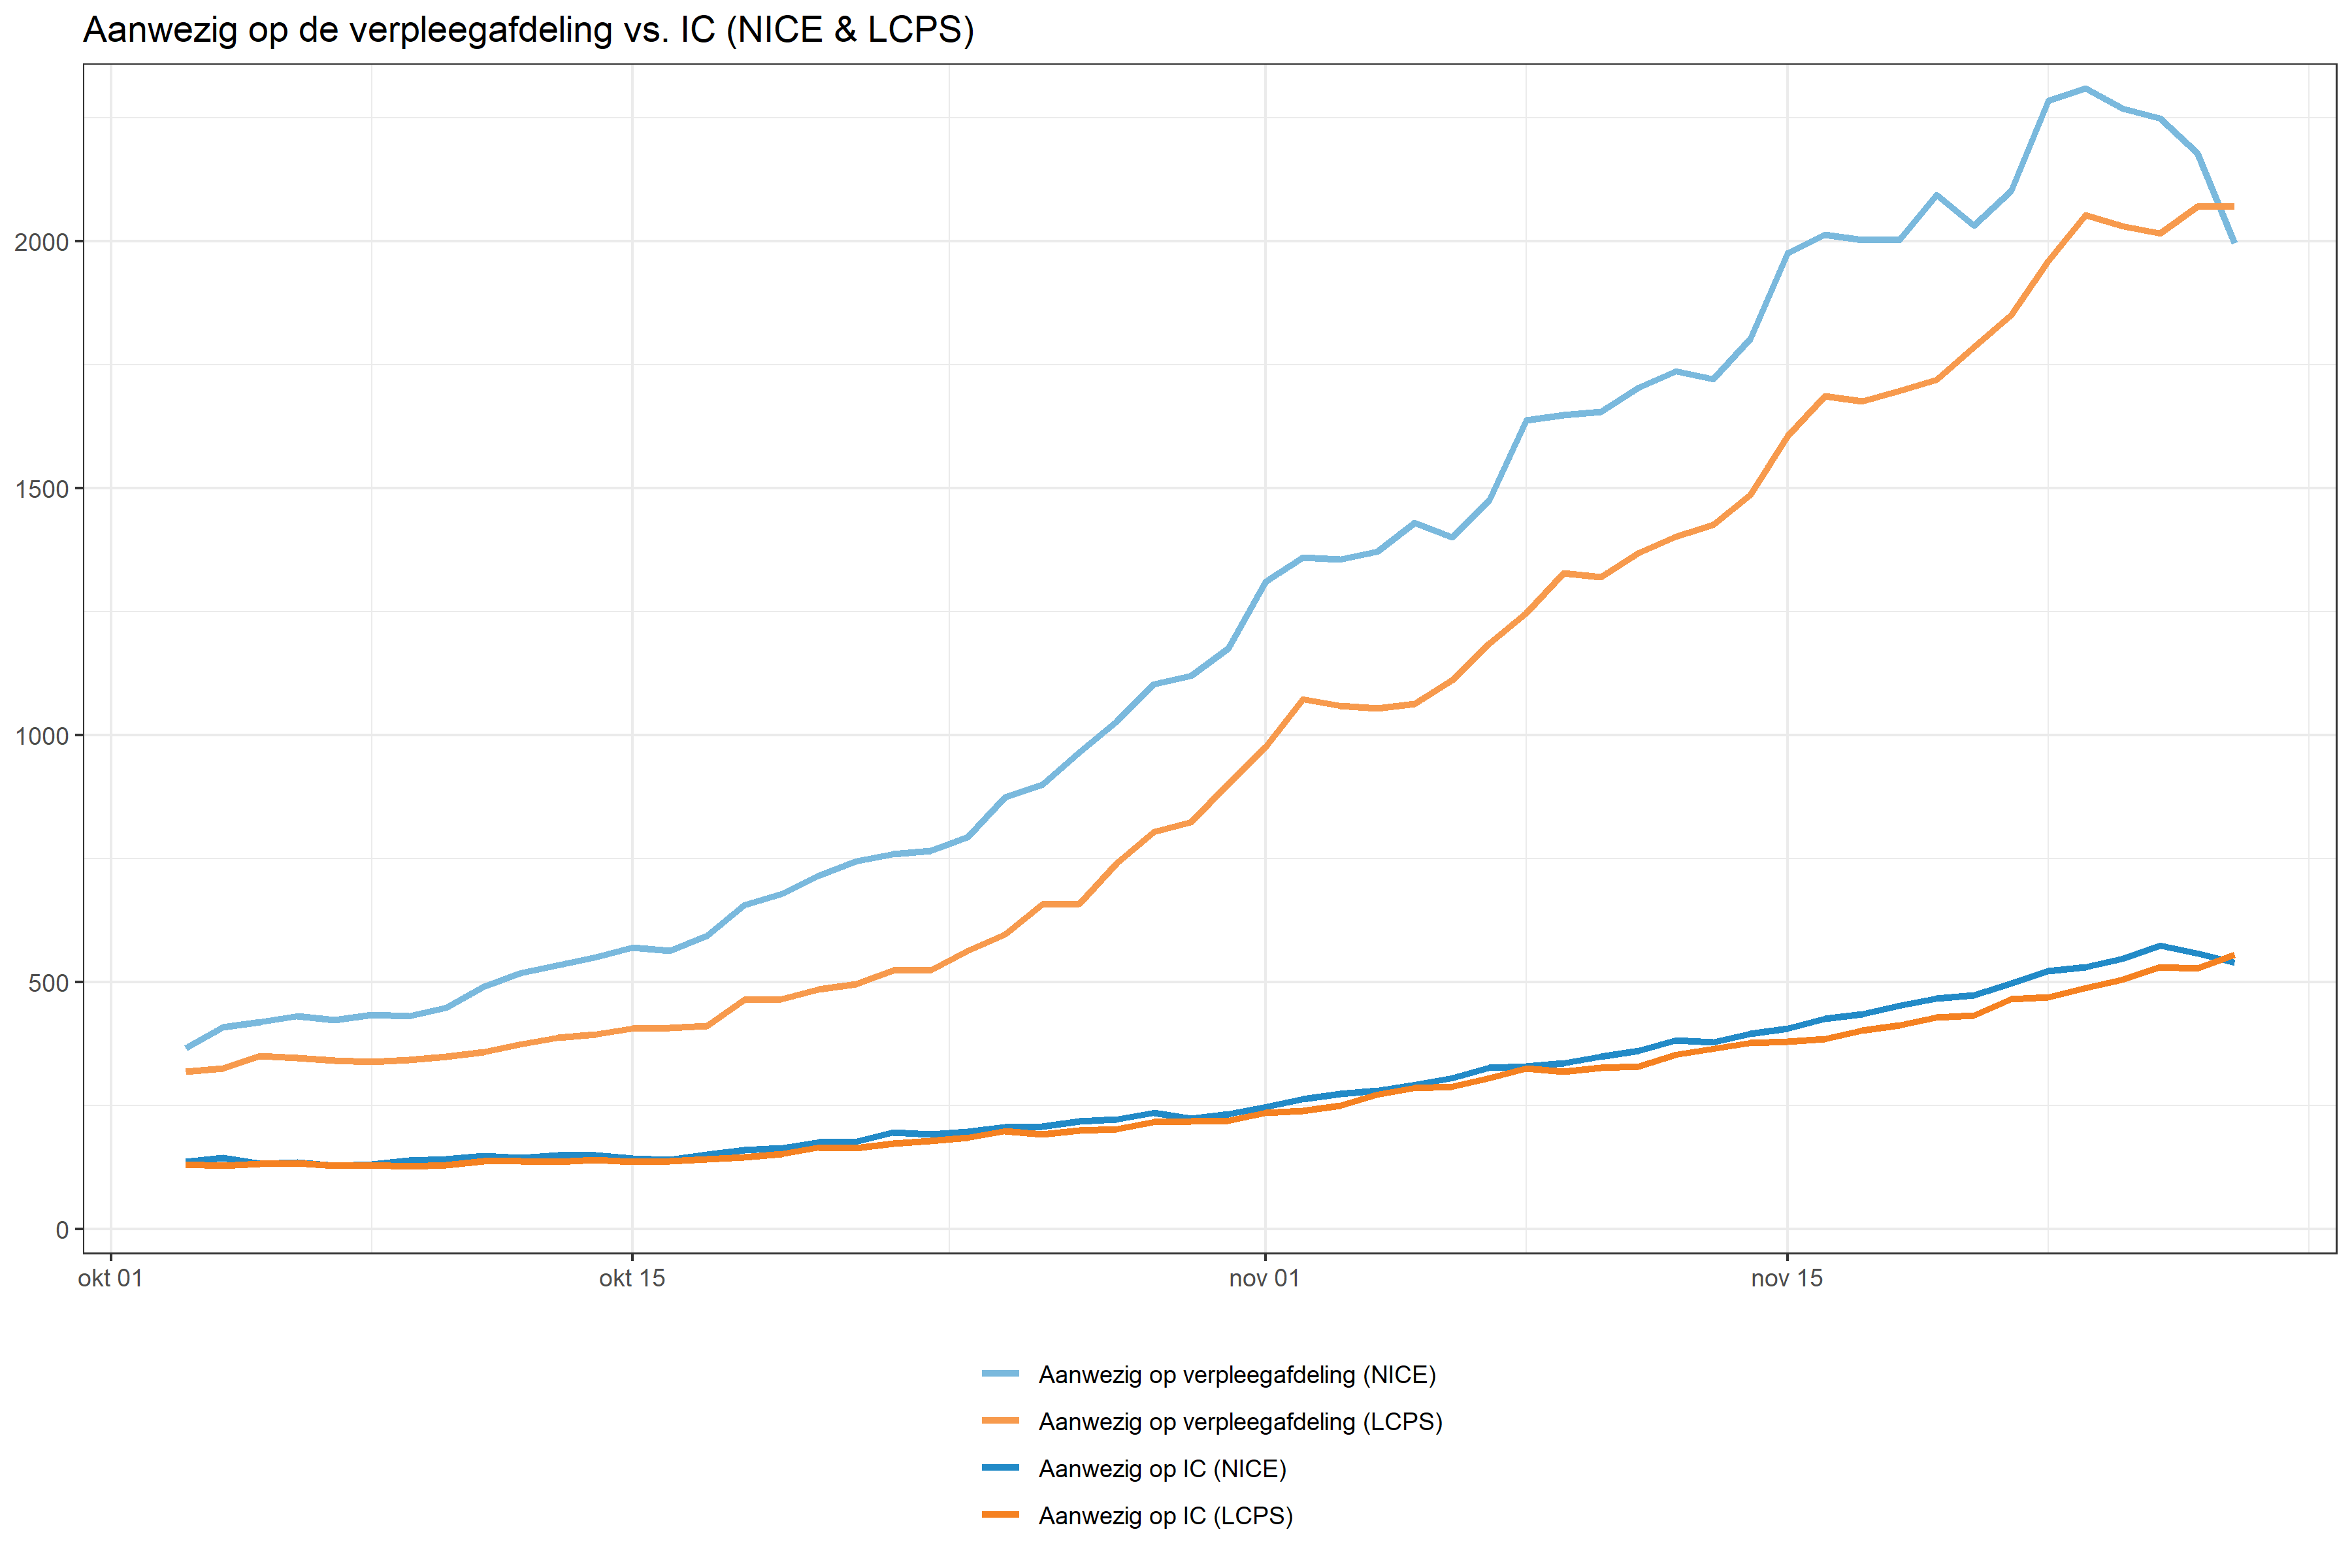 Aanwezig op de verpleegafdeling vs. IC (NICE & LCPS)
2000
1500
1000
500
0
okt 01 okt 15 nov 01 nov 15
Aanwezig op verpleegafdeling (NICE)
Aanwezig op verpleegafdeling (LCPS)
Aanwezig op IC (NICE)
Aanwezig op IC (LCPS)